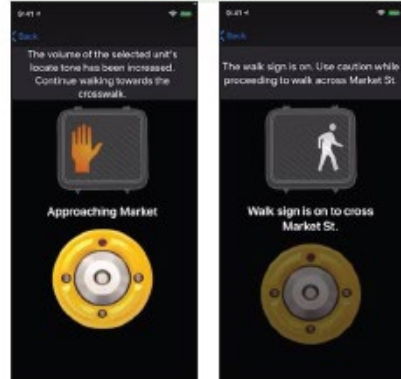 9:41
Back
The volume of the selected unit's
locate tone has been increased.
Continue walking towards the
crosswalk.
Approaching Market
9:41
Back
The walk sign is on. Use caution while
proceeding to walk across Market St.
Walk sign is on to cross
Market St.